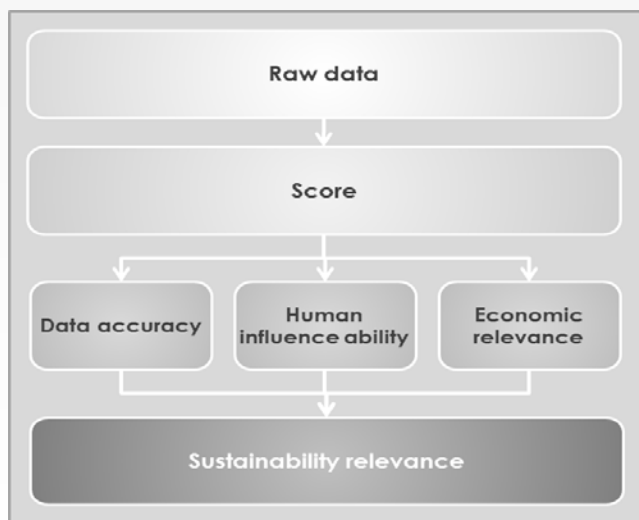 Raw data
Score
Data accuracy
Human
influence ability
Economic
relevance
Sustainability relevance